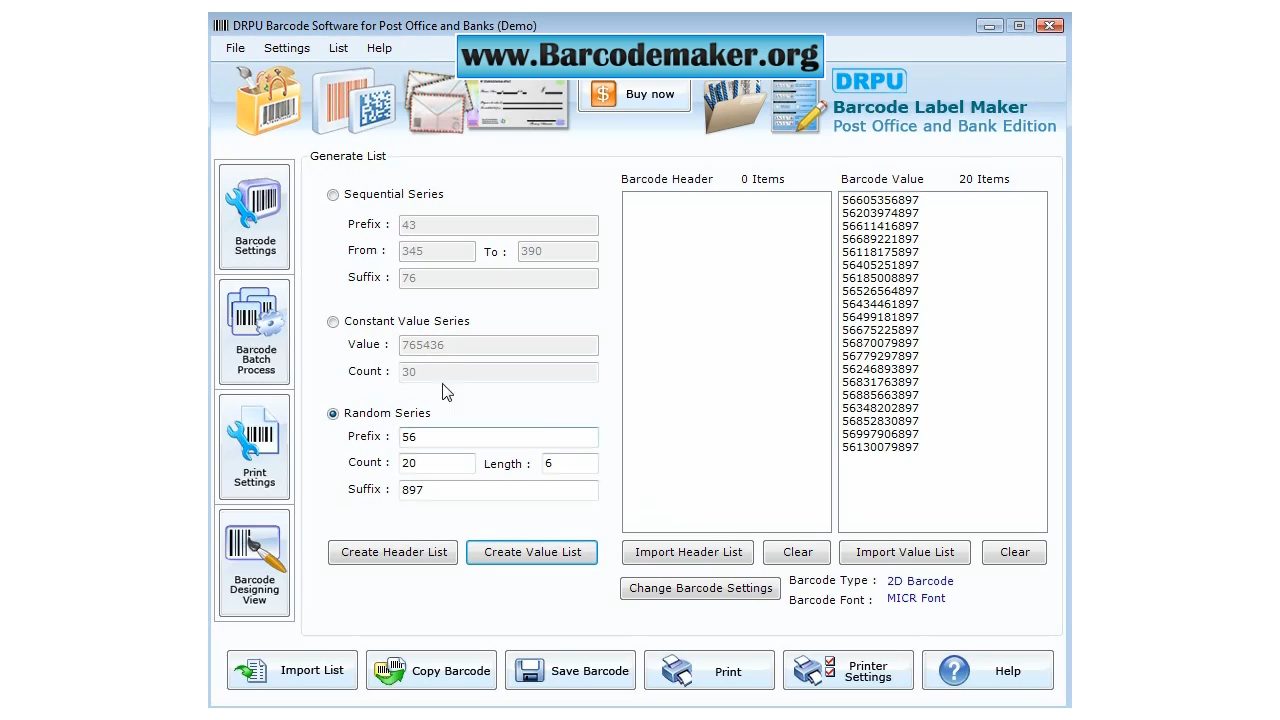 DRPU Barcode Software for Post Office and Banks (Demo)
File Settings List Help
www.Barcodemaker.org
Buy now
DRPU
Barcode Label Maker
Post Office and Bank Edition
Barcode
Settings
Barcode
Batch
Process
Print
Settings
Barcode
Designing
View
Generate List
Sequential Series
Prefix : 43
From : 345 To : 390
Suffix : 76
Constant Value Series
Value : 765436
Count : 30
Random Series
Prefix : 56
Count : 20 Length : 6
Suffix : 897
Create Header List Create Value List
Barcode Header 0 Items
Barcode Value 20 Items
56605356897
56203974897
56611416897
56689221897
56118175897
56405251897
56185008897
56526564897
56434461897
56499181897
56675225897
56870079897
56779297897
56246893897
56831763897
56885663897
56348202897
56852830897
56997906897
56130079897
Import Header List Clear Import Value List Clear
Change Barcode Settings
Barcode Type : 2D Barcode
Barcode Font : MICR Font
Import List Copy Barcode Save Barcode Print Printer Settings Help